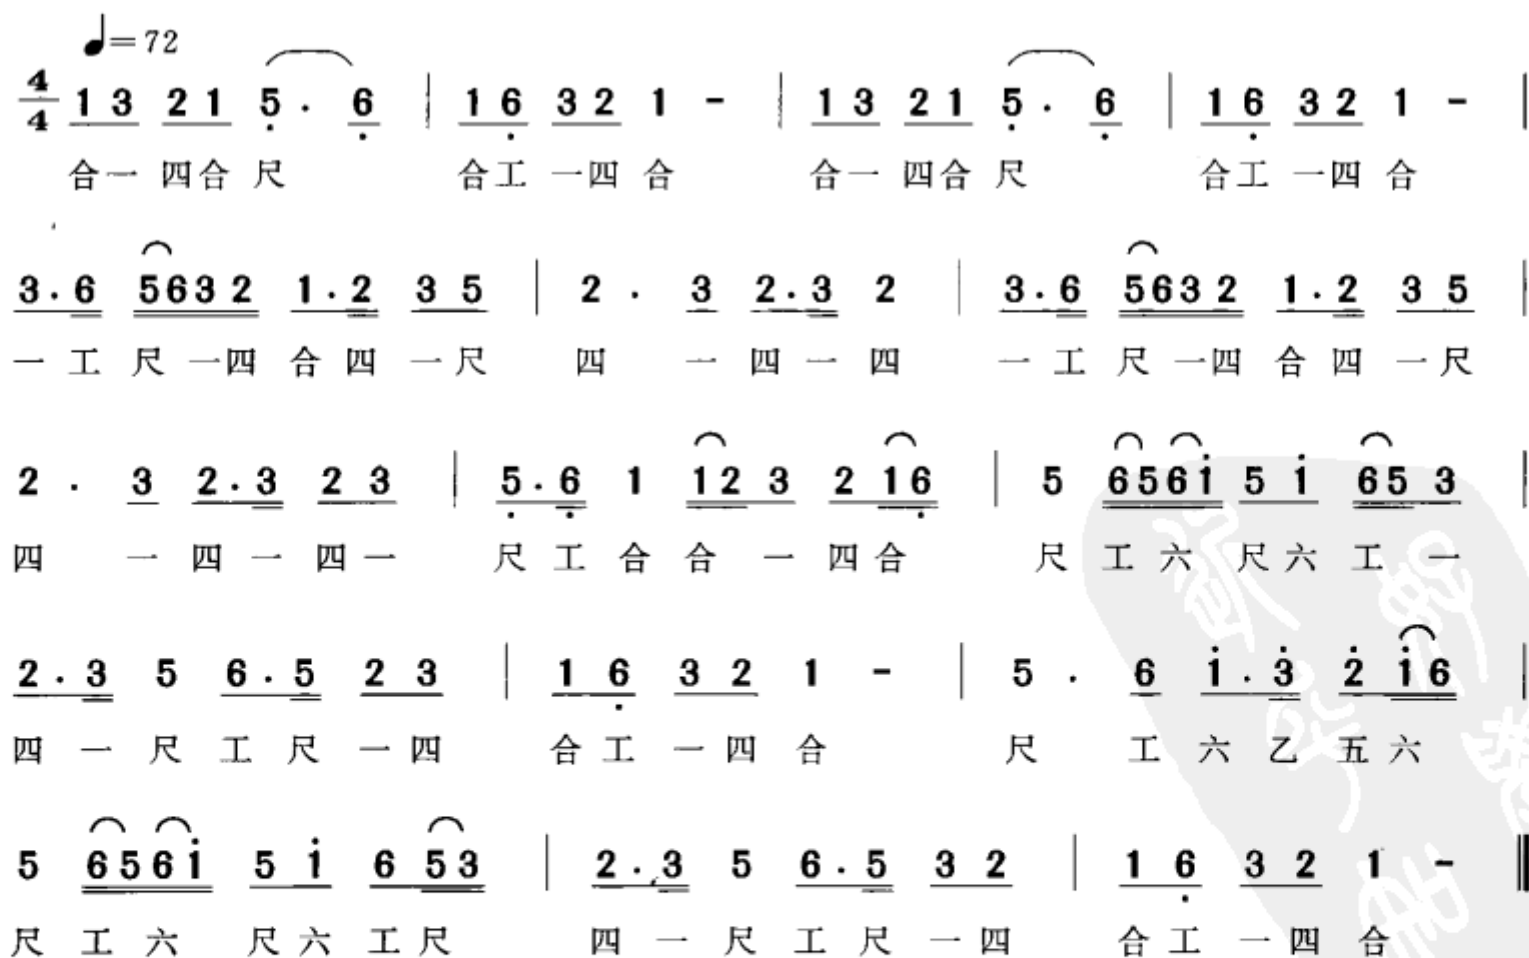 ♩=72
4/4 1 3 2 1 5̣ . 6̣ | 1 6̣ 3 2 1 - | 1 3 2 1 5̣ . 6̣ | 1 6̣ 3 2 1 - |
合一 四合 尺 合工 一四 合 合一 四合 尺 合工 一四 合
3 . 6 5 6 3 2 1 . 2 3 5 | 2 . 3 2 . 3 2 | 3 . 6 5 6 3 2 1 . 2 3 5 |
一 工 尺 一四 合 四 一尺 四 一 四 一 四 一 工 尺 一四 合 四 一 尺
2 . 3 2 . 3 2 3 | 5̣ . 6̣ 1 1 2 3 2 1 6̣ | 5 6 5 6 1̇ 5 1̇ 6 5 3 |
四 一 四 一 四 一 尺 工 合 合 一 四 合 尺 工 六 尺 六 工 一
2 . 3 5 6 . 5 2 3 | 1 6̣ 3 2 1 - | 5 . 6 1̇ . 3̇ 2̇ 1̇ 6 |
四 一 尺 工 尺 一 四 合 工 一 四 合 尺 工 六 乙 五 六
5 6 5 6 1̇ 5 1̇ 6 5 3 | 2 . 3 5 6 . 5 3 2 | 1 6̣ 3 2 1 - ‖
尺 工 六 尺 六 工 尺 四 一 尺 工 尺 一 四 合 工 一 四 合